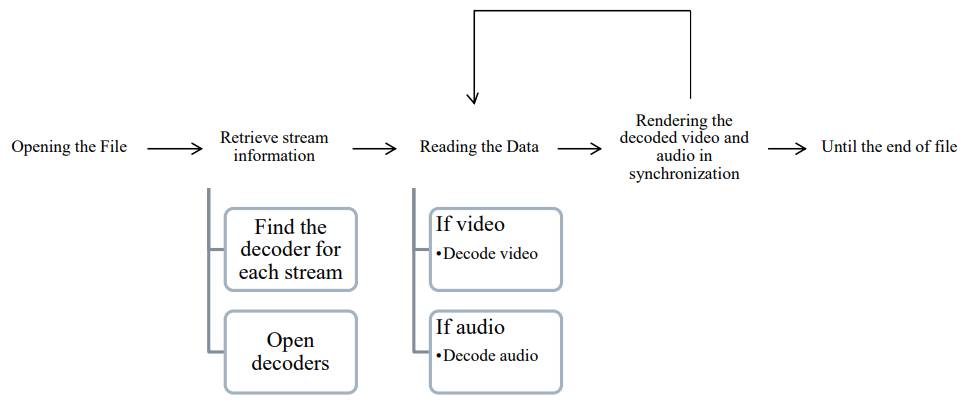 Opening the File
Retrieve stream
information
Reading the Data
Rendering the
decoded video and
audio in
synchronization
Until the end of file
Find the
decoder for
each stream
Open
decoders
If video
•Decode video
If audio
•Decode audio